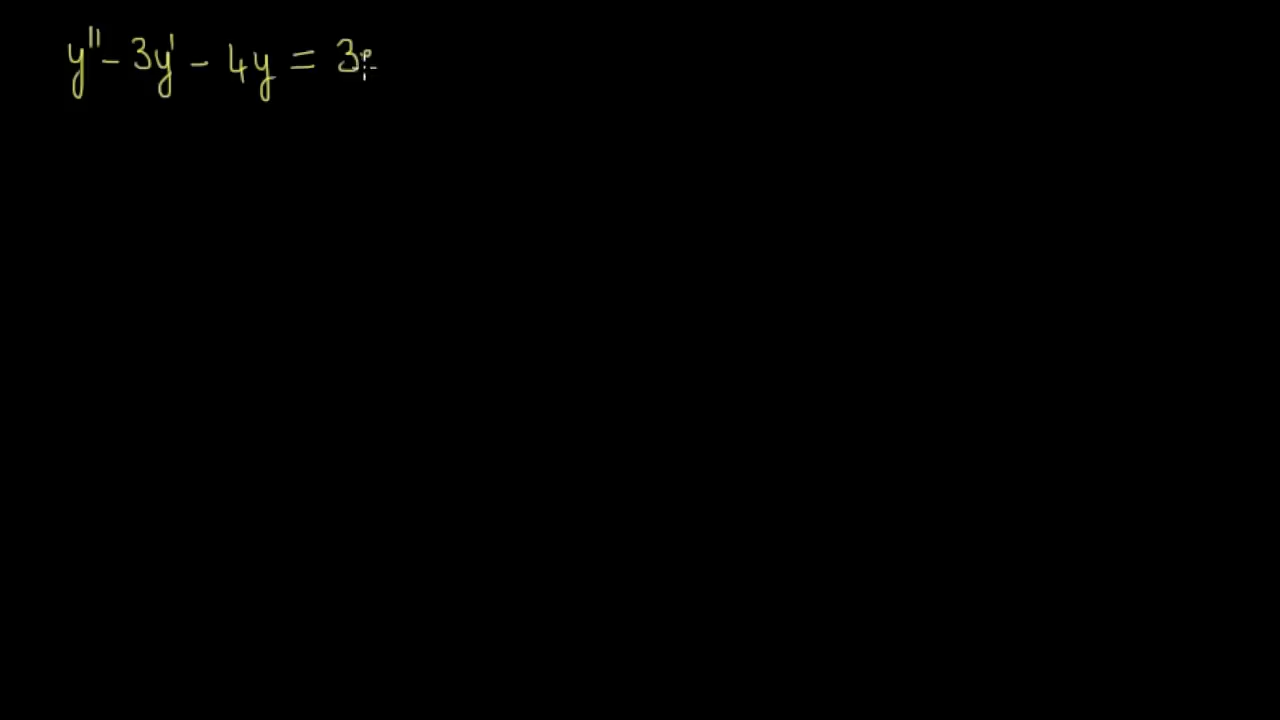 y'' - 3y' - 4y = 3